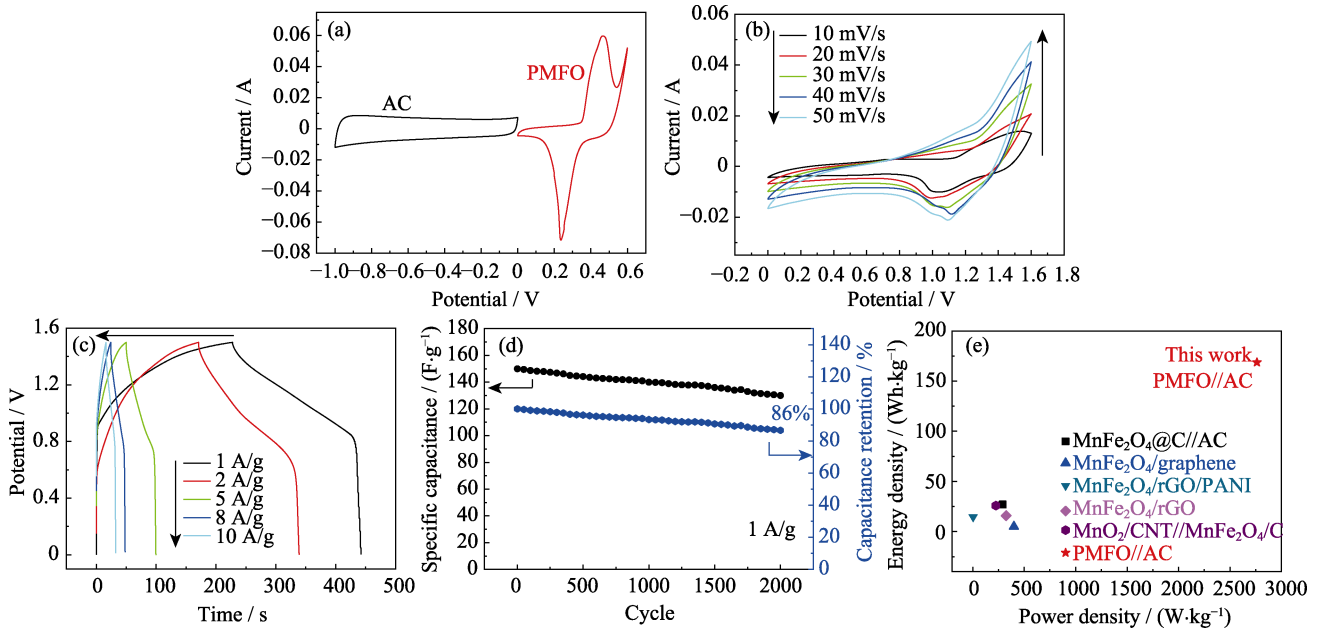 (a)
0.06
0.04
0.02
0
−0.02
−0.04
−0.06
−0.08
Current / A
AC
PMFO
−1.0−0.8−0.6−0.4−0.2 0 0.2 0.4 0.6
Potential / V
(b)
0.06
0.04
0.02
0
−0.02
Current / A
10 mV/s
20 mV/s
30 mV/s
40 mV/s
50 mV/s
−0.2 0 0.2 0.4 0.6 0.8 1.0 1.2 1.4 1.6 1.8
Potential / V
(c)
1.6
1.2
0.8
0.4
0
Potential / V
1 A/g
2 A/g
5 A/g
8 A/g
10 A/g
0 100 200 300 400 500
Time / s
(d)
180
160
150
140
120
100
80
60
40
20
0
Specific capacitance / (F·g⁻¹)
86%
1 A/g
140
120
100
80
60
40
20
0
Capacitance retention / %
0 500 1000 1500 2000
Cycle
(e)
200
150
100
50
0
Energy density / (Wh·kg⁻¹)
This work
PMFO//AC
MnFe₂O₄@C//AC
MnFe₂O₄/graphene
MnFe₂O₄/rGO/PANI
MnFe₂O₄/rGO
MnO₂/CNT//MnFe₂O₄/C
PMFO//AC
0 500 1000 1500 2000 2500 3000
Power density / (W·kg⁻¹)